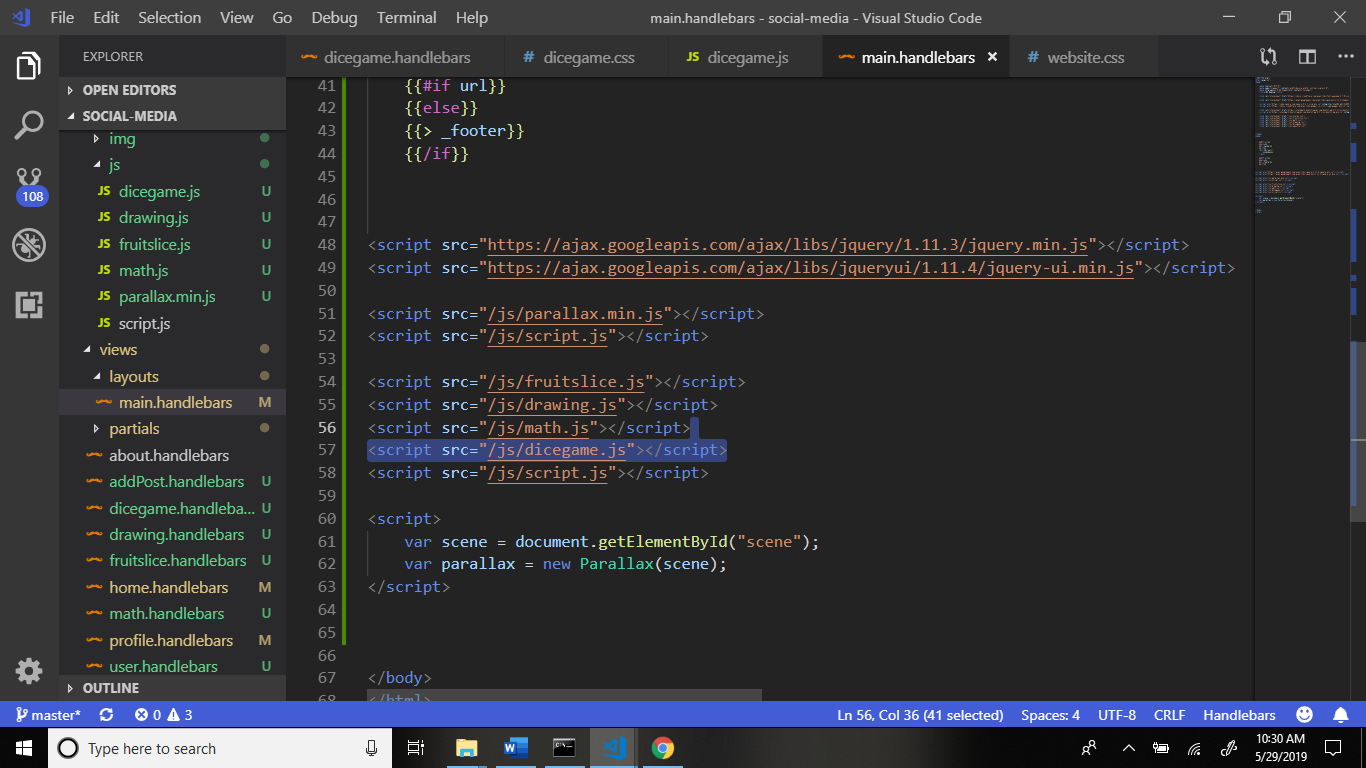 File Edit Selection View Go Debug Terminal Help
main.handlebars - social-media - Visual Studio Code
EXPLORER
OPEN EDITORS
SOCIAL-MEDIA
img
js
JS dicegame.js U
JS drawing.js U
JS fruitslice.js U
JS math.js U
JS parallax.min.js U
JS script.js
views
layouts
main.handlebars M
partials
about.handlebars
addPost.handlebars U
dicegame.handleba... U
drawing.handlebars U
fruitslice.handlebars U
home.handlebars M
math.handlebars U
profile.handlebars M
user.handlebars U
OUTLINE
108
dicegame.handlebars # dicegame.css JS dicegame.js main.handlebars × # website.css
41 {{#if url}}
42 {{else}}
43 {{> _footer}}
44 {{/if}}
45
46
47
48 <script src="https://ajax.googleapis.com/ajax/libs/jquery/1.11.3/jquery.min.js"></script>
49 <script src="https://ajax.googleapis.com/ajax/libs/jqueryui/1.11.4/jquery-ui.min.js"></script>
50
51 <script src="/js/parallax.min.js"></script>
52 <script src="/js/script.js"></script>
53
54 <script src="/js/fruitslice.js"></script>
55 <script src="/js/drawing.js"></script>
56 <script src="/js/math.js"></script>
57 <script src="/js/dicegame.js"></script>
58 <script src="/js/script.js"></script>
59
60 <script>
61 var scene = document.getElementById("scene");
62 var parallax = new Parallax(scene);
63 </script>
64
65
66
67 </body>
68 </html>
master* 0 3 Ln 56, Col 36 (41 selected) Spaces: 4 UTF-8 CRLF Handlebars
Type here to search
10:30 AM
5/29/2019